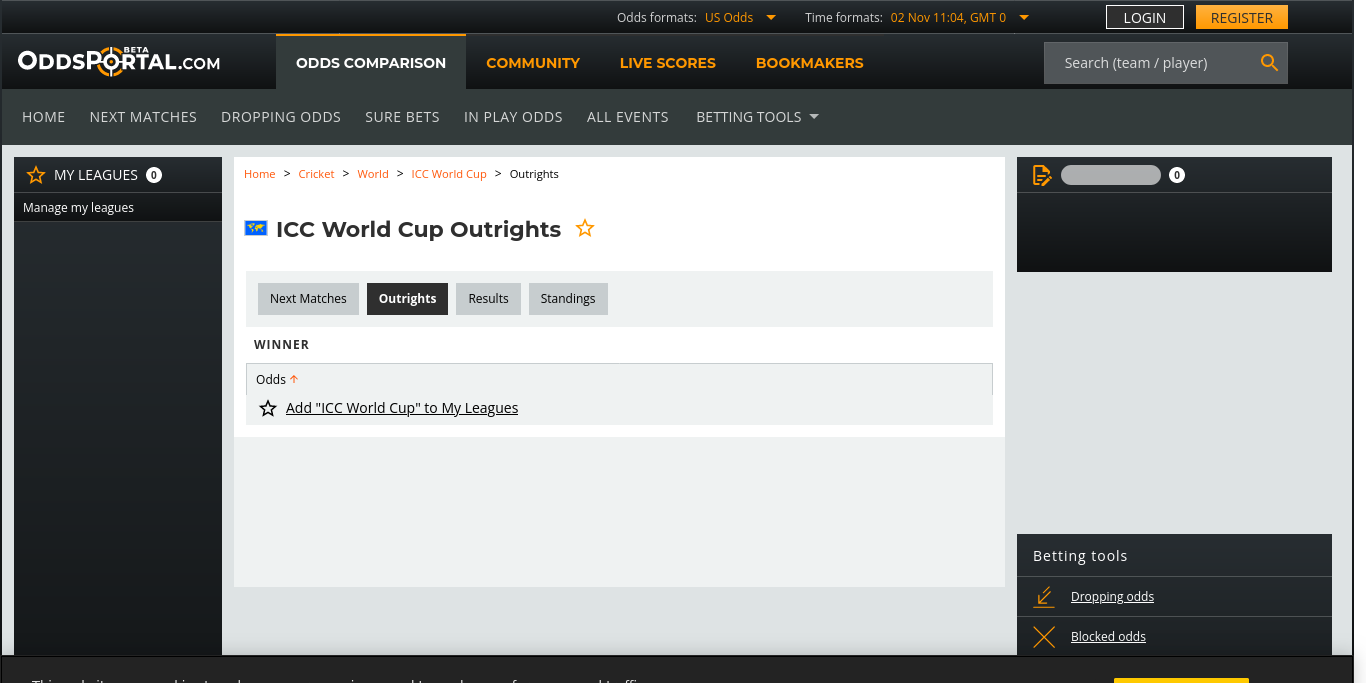 Odds formats: US Odds Time formats: 02 Nov 11:04, GMT 0 LOGIN REGISTER
ODDSPORTAL.COM BETA ODDS COMPARISON COMMUNITY LIVE SCORES BOOKMAKERS Search (team / player)
HOME NEXT MATCHES DROPPING ODDS SURE BETS IN PLAY ODDS ALL EVENTS BETTING TOOLS
MY LEAGUES 0
Manage my leagues
Home > Cricket > World > ICC World Cup > Outrights
ICC World Cup Outrights
Next Matches Outrights Results Standings
WINNER
Odds
Add "ICC World Cup" to My Leagues
0
Betting tools
Dropping odds
Blocked odds